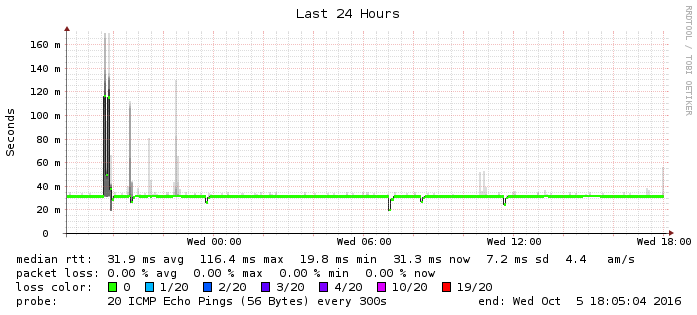 Last 24 Hours
RRDTOOL / TOBI OETIKER
Seconds
160 m
140 m
120 m
100 m
80 m
60 m
40 m
20 m
0
Wed 00:00 Wed 06:00 Wed 12:00 Wed 18:00
median rtt: 31.9 ms avg 116.4 ms max 19.8 ms min 31.3 ms now 7.2 ms sd 4.4 am/s
packet loss: 0.00 % avg 0.00 % max 0.00 % min 0.00 % now
loss color: 0 1/20 2/20 3/20 4/20 10/20 19/20
probe: 20 ICMP Echo Pings (56 Bytes) every 300s end: Wed Oct 5 18:05:04 2016